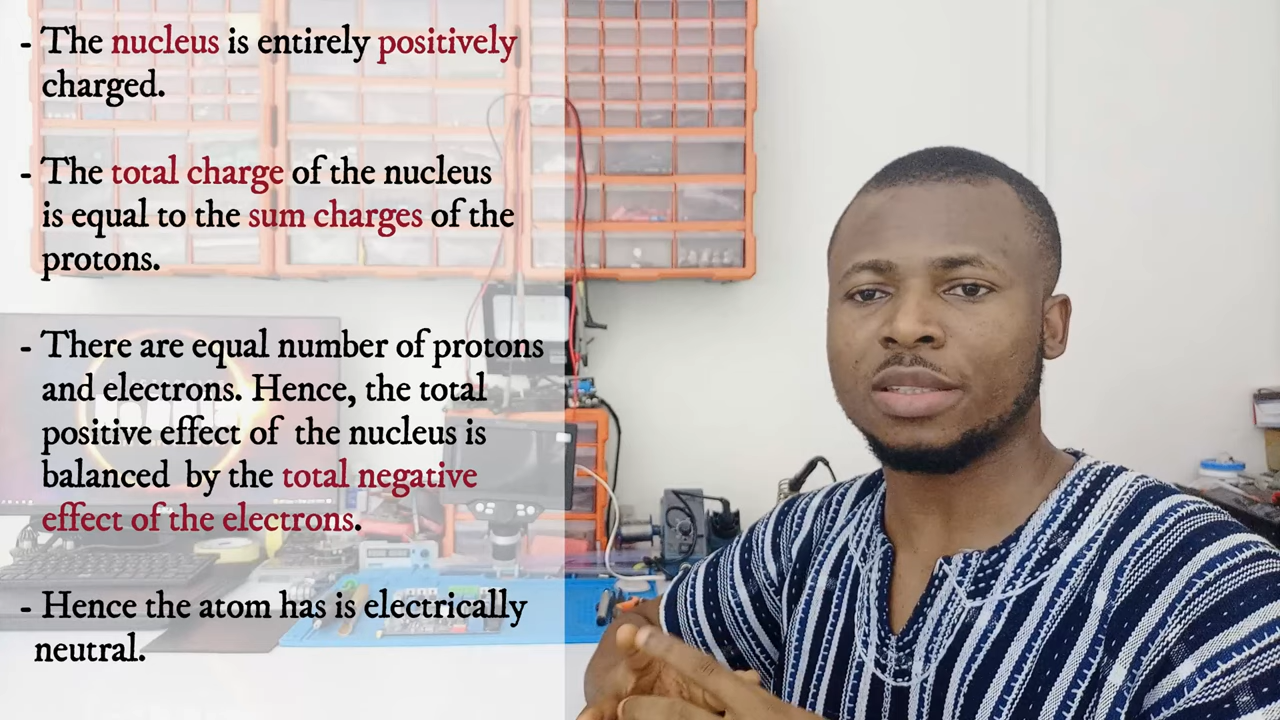 - The nucleus is entirely positively
charged.
- The total charge of the nucleus
is equal to the sum charges of the
protons.
- There are equal number of protons
and electrons. Hence, the total
positive effect of the nucleus is
balanced by the total negative
effect of the electrons.
- Hence the atom has is electrically
neutral.